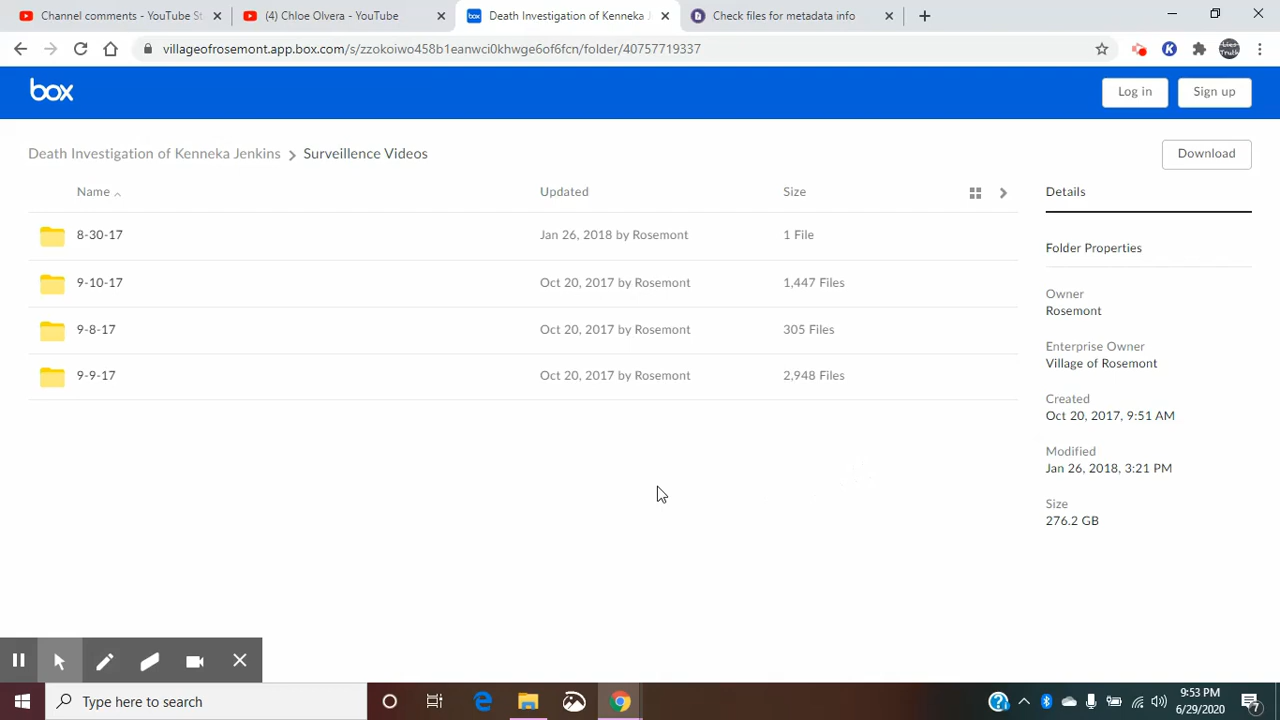 Channel comments - YouTube S
(4) Chloe Olvera - YouTube
Death Investigation of Kenneka J
Check files for metadata info
villageofrosemont.app.box.com/s/zzokoiwo458b1eanwci0khwge6of6fcn/folder/40757719337
box
Log in
Sign up
Death Investigation of Kenneka Jenkins > Surveillence Videos
Download
Name
Updated
Size
Details
8-30-17
Jan 26, 2018 by Rosemont
1 File
9-10-17
Oct 20, 2017 by Rosemont
1,447 Files
9-8-17
Oct 20, 2017 by Rosemont
305 Files
9-9-17
Oct 20, 2017 by Rosemont
2,948 Files
Folder Properties
Owner
Rosemont
Enterprise Owner
Village of Rosemont
Created
Oct 20, 2017, 9:51 AM
Modified
Jan 26, 2018, 3:21 PM
Size
276.2 GB
Type here to search
9:53 PM
6/29/2020
7